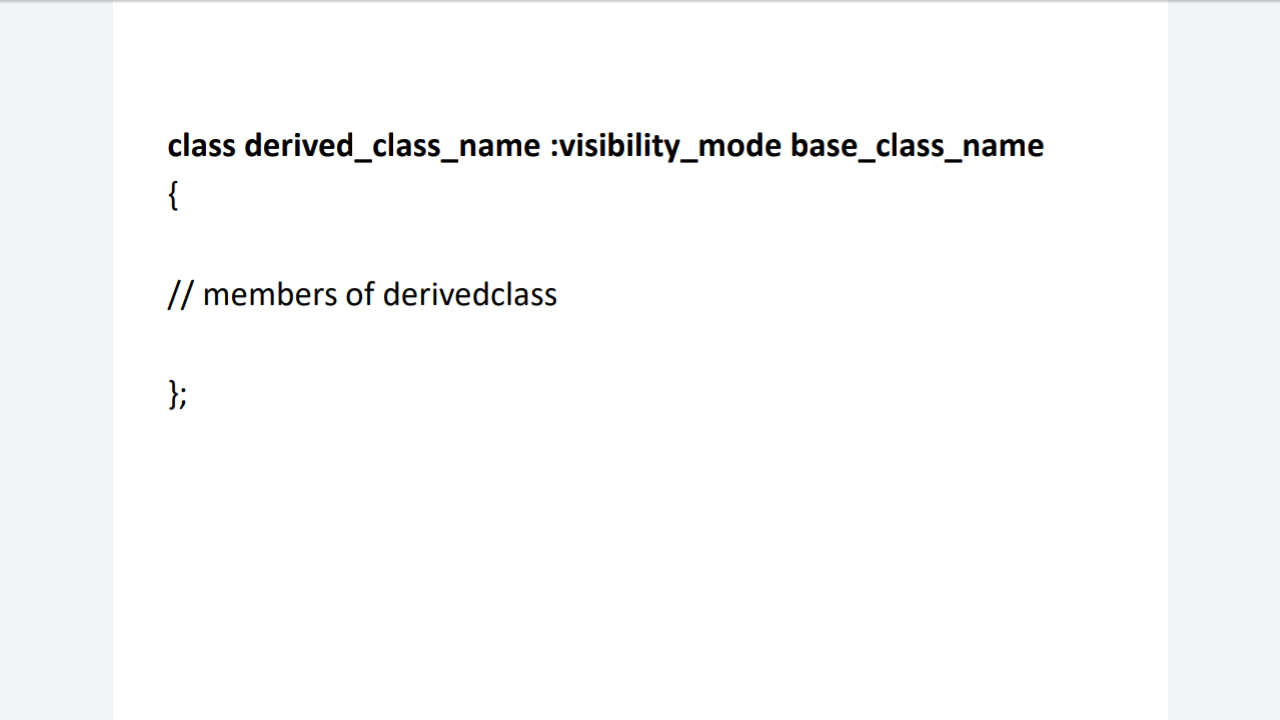 class derived_class_name :visibility_mode base_class_name
{
// members of derivedclass
};